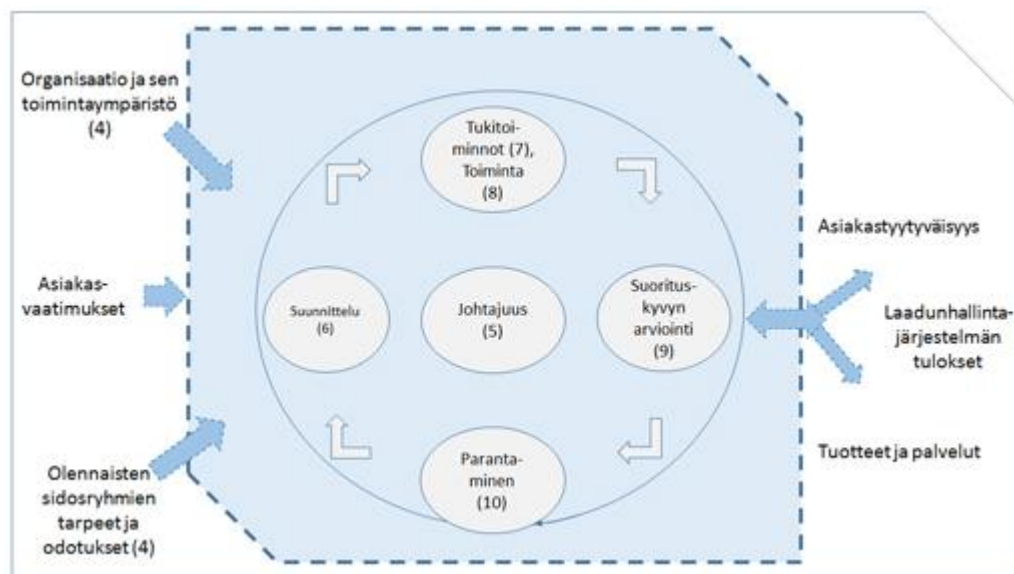 Organisaatio ja sen
toimintaympäristö
(4)
Asiakas-
vaatimukset
Olennaisten
sidosryhmien
tarpeet ja
odotukset (4)
Tukitoi-
minnot (7),
Toiminta
(8)
Suunnittelu
(6)
Johtajuus
(5)
Suoritus-
kyvyn
arviointi
(9)
Paranta-
minen
(10)
Asiakastyytyväisyys
Laadunhallinta-
järjestelmän
tulokset
Tuotteet ja palvelut